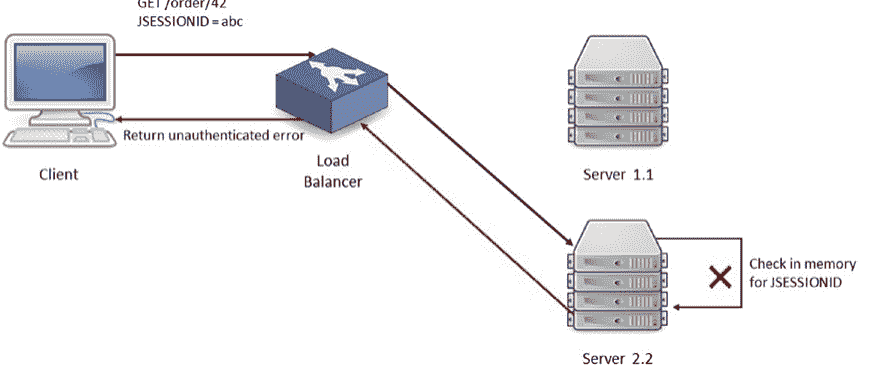 GET /order/42
JSESSIONID = abc
Return unauthenticated error
Client
Load
Balancer
Server 1.1
Check in memory
for JSESSIONID
Server 2.2